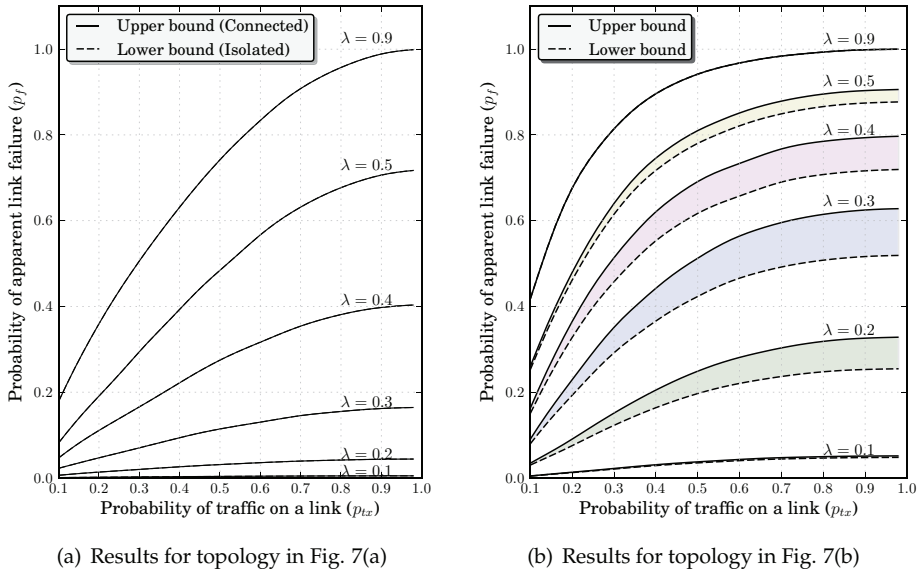 Upper bound (Connected)
Lower bound (Isolated)
λ = 0.9
λ = 0.5
λ = 0.4
λ = 0.3
λ = 0.2
λ = 0.1
1.0
0.8
0.6
0.4
0.2
0.0
0.1 0.2 0.3 0.4 0.5 0.6 0.7 0.8 0.9 1.0
Probability of apparent link failure (p_f)
Probability of traffic on a link (p_tx)
(a) Results for topology in Fig. 7(a)
Upper bound
Lower bound
λ = 0.9
λ = 0.5
λ = 0.4
λ = 0.3
λ = 0.2
λ = 0.1
1.0
0.8
0.6
0.4
0.2
0.0
0.1 0.2 0.3 0.4 0.5 0.6 0.7 0.8 0.9 1.0
Probability of apparent link failure (p_f)
Probability of traffic on a link (p_tx)
(b) Results for topology in Fig. 7(b)